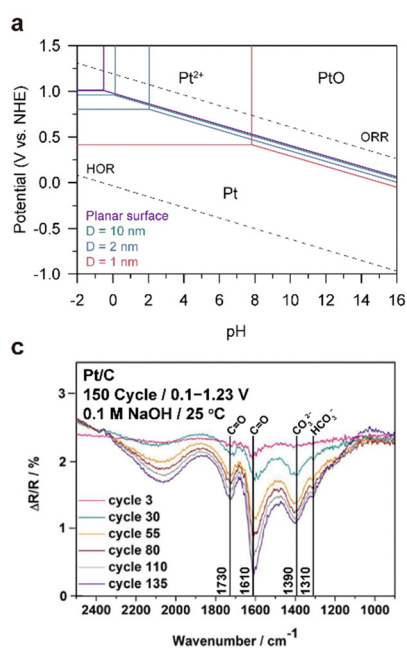 a
1.5
1.0
0.5
0.0
-0.5
-1.0
Potential (V vs. NHE)
Pt²⁺
PtO
ORR
HOR
Pt
Planar surface
D = 10 nm
D = 2 nm
D = 1 nm
-2 0 2 4 6 8 10 12 14 16
pH
c
Pt/C
150 Cycle / 0.1−1.23 V
0.1 M NaOH / 25 °C
C=O
C=O
CO₃²⁻
HCO₃⁻
3
2
1
0
ΔR/R / %
cycle 3
cycle 30
cycle 55
cycle 80
cycle 110
cycle 135
1730
1610
1390
1310
2500 2000 1800 1600 1400 1200 1000
Wavenumber / cm⁻¹